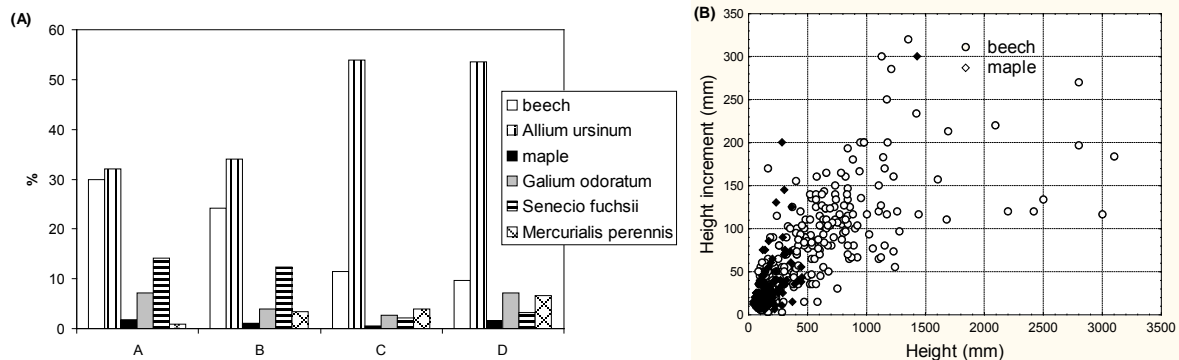 (A)
60
50
40
30
20
10
0
%
A B C D
beech
Allium ursinum
maple
Galium odoratum
Senecio fuchsii
Mercurialis perennis
(B)
350
300
250
200
150
100
50
0
Height increment (mm)
beech
maple
0 500 1000 1500 2000 2500 3000 3500
Height (mm)